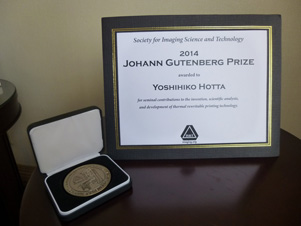 Society for Imaging Science and Technology
2014
JOHANN GUTENBERG PRIZE
awarded to
YOSHIHIKO HOTTA
for seminal contributions to the invention, scientific analysis,
and development of thermal rewritable printing technology.